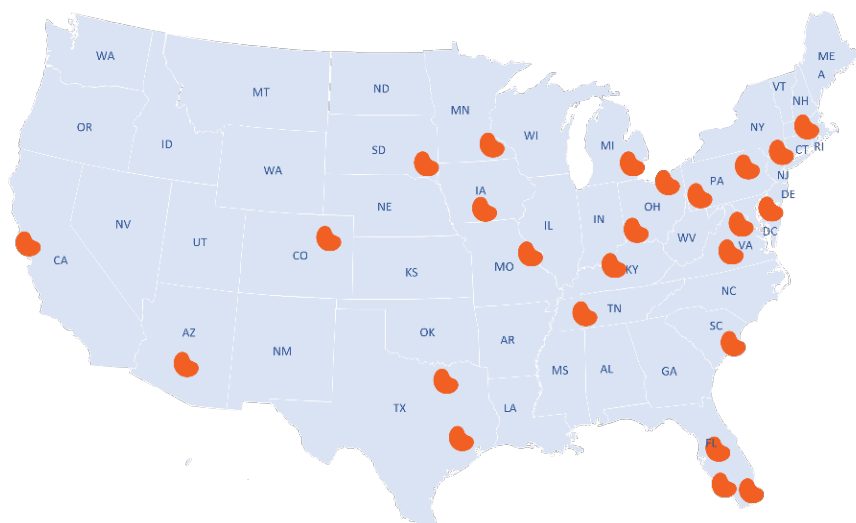 WA
ME
MT
ND
A
VT
MN
NH
OR
NY
WI
ID
MI
SD
CT RI
WA
PA
NJ
IA
DE
NE
OH
IN
NV
IL
DC
WV
UT
VA
CO
CA
MO
KS
KY
NC
TN
SC
AZ
OK
AR
NM
MS
AL
GA
TX
LA
FL